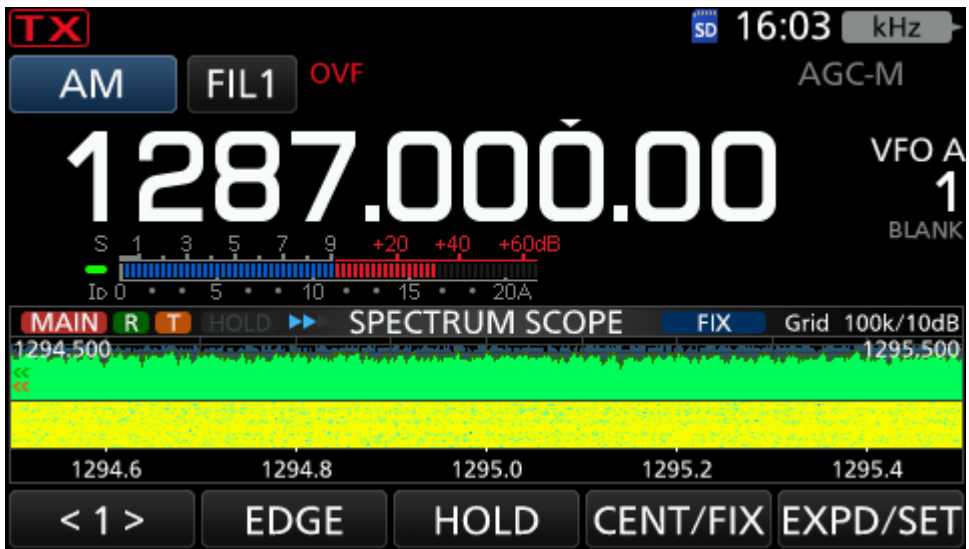 TX SD 16:03 kHz
AM FIL1 OVF AGC-M
1287.000.00 VFO A
1
BLANK
S 1 3 5 7 9 +20 +40 +60dB
ID 0 5 10 15 20A
MAIN R T HOLD SPECTRUM SCOPE FIX Grid 100k/10dB
1294.500 1295.500
1294.6 1294.8 1295.0 1295.2 1295.4
< 1 > EDGE HOLD CENT/FIX EXPD/SET